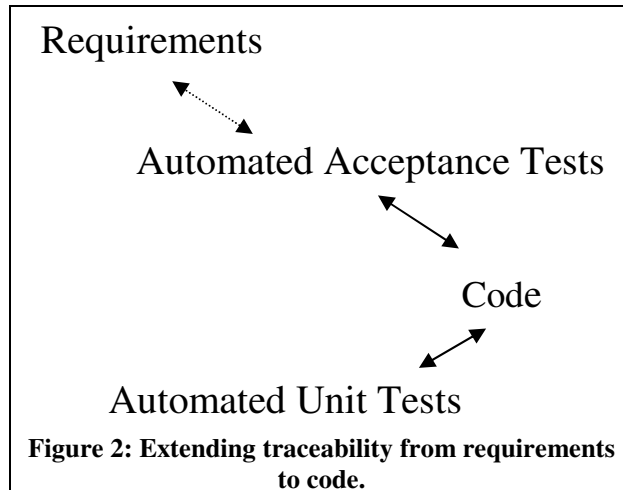 Requirements
Automated Acceptance Tests
Code
Automated Unit Tests
Figure 2: Extending traceability from requirements
to code.